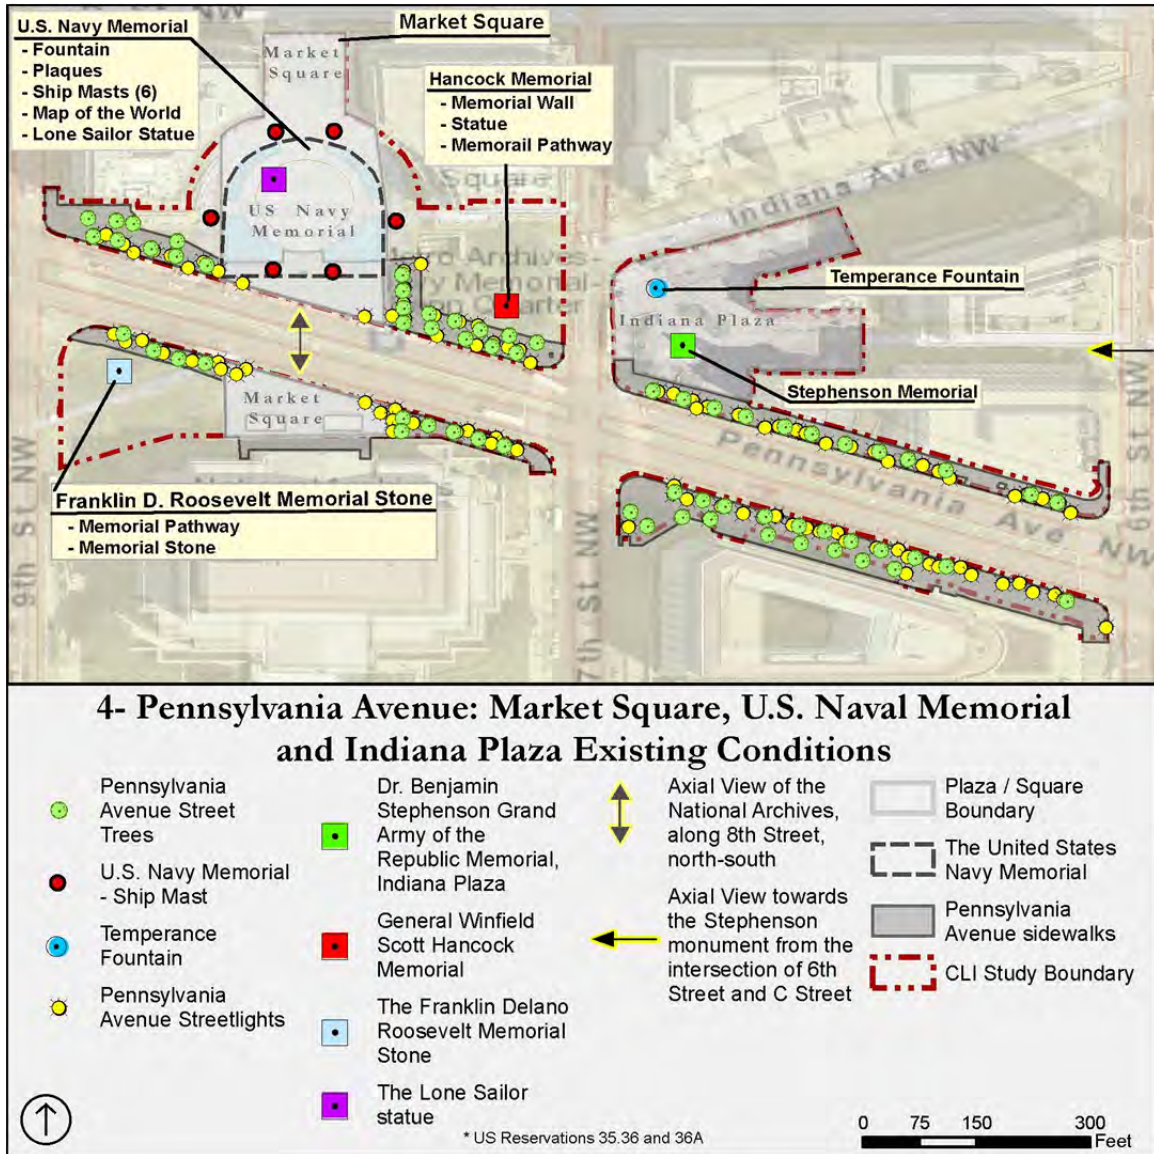 U.S. Navy Memorial
- Fountain
- Plaques
- Ship Masts (6)
- Map of the World
- Lone Sailor Statue
Market Square
Market
Square
Hancock Memorial
- Memorial Wall
- Statue
- Memorail Pathway
Square
Indiana Ave NW
US Navy
Memorial
Archives-
Memorial-
Quarter
Temperance Fountain
Indiana Plaza
Stephenson Memorial
Market
Square
Pennsylvania Ave NW
Franklin D. Roosevelt Memorial Stone
- Memorial Pathway
- Memorial Stone
9th S NW
7th St NW
6th St NW
4- Pennsylvania Avenue: Market Square, U.S. Naval Memorial
and Indiana Plaza Existing Conditions
Pennsylvania
Avenue Street
Trees
U.S. Navy Memorial
- Ship Mast
Temperance
Fountain
Pennsylvania
Avenue Streetlights
Dr. Benjamin
Stephenson Grand
Army of the
Republic Memorial,
Indiana Plaza
General Winfield
Scott Hancock
Memorial
The Franklin Delano
Roosevelt Memorial
Stone
The Lone Sailor
statue
Axial View of the
National Archives,
along 8th Street,
north-south
Axial View towards
the Stephenson
monument from the
intersection of 6th
Street and C Street
Plaza / Square
Boundary
The United States
Navy Memorial
Pennsylvania
Avenue sidewalks
CLI Study Boundary
* US Reservations 35.36 and 36A
0 75 150 300
Feet